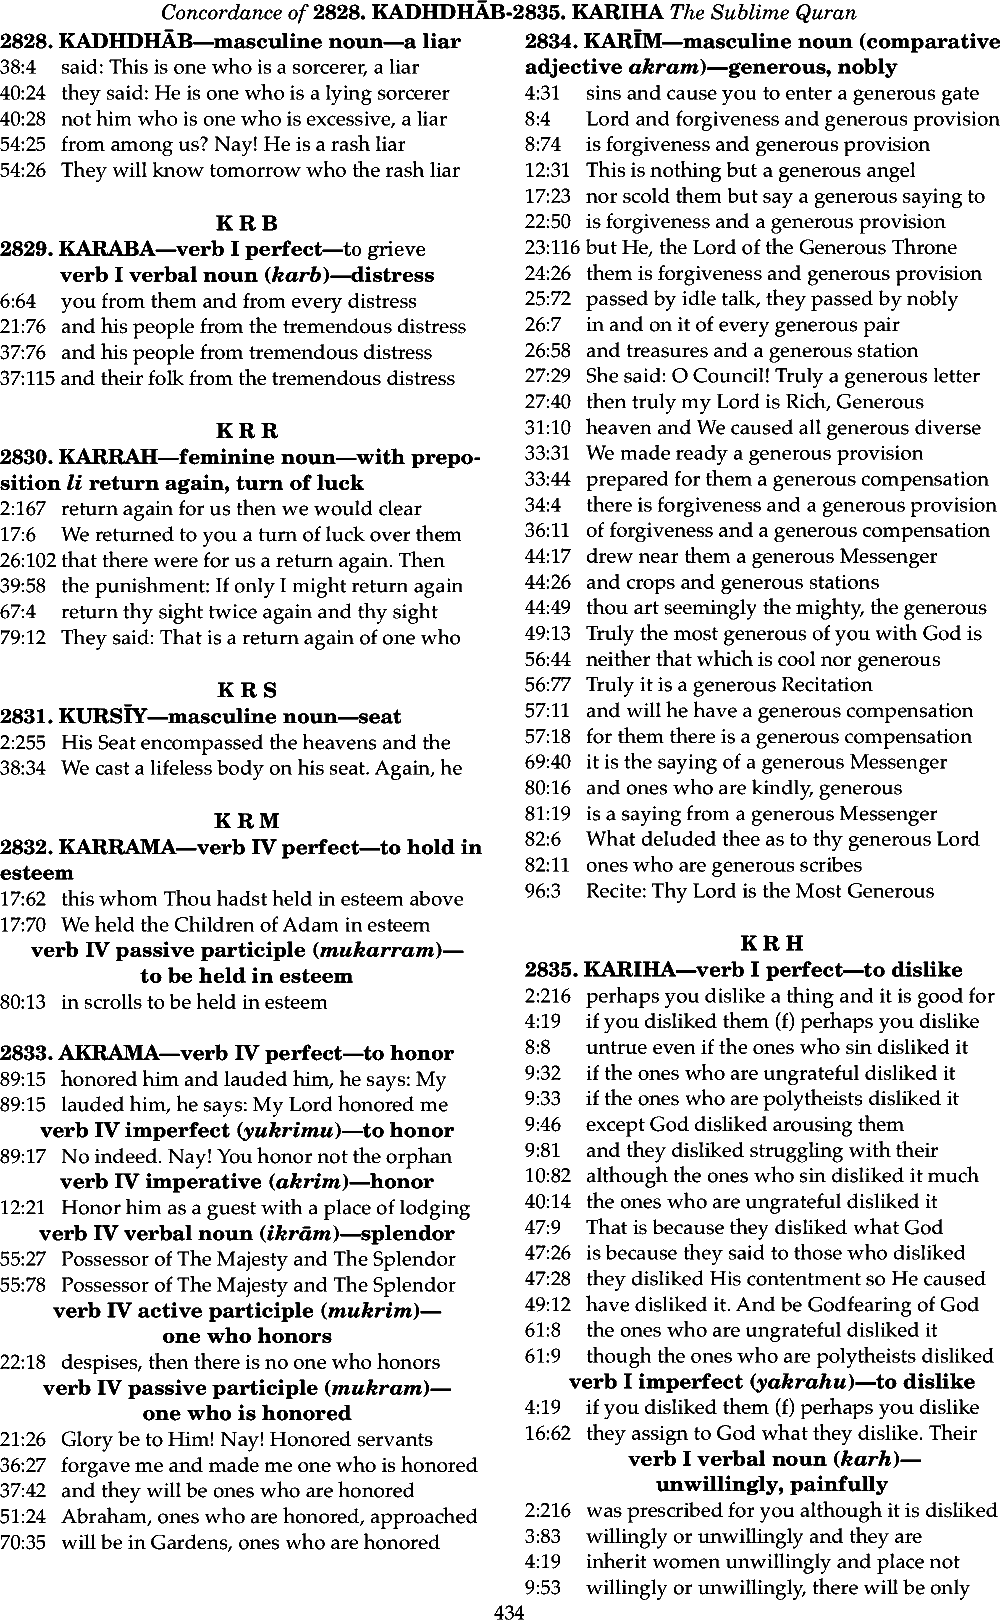 Concordance of 2828. KADHDHĀB-2835. KARIHA The Sublime Quran
2828. KADHDHĀB—masculine noun—a liar
38:4 said: This is one who is a sorcerer, a liar
40:24 they said: He is one who is a lying sorcerer
40:28 not him who is one who is excessive, a liar
54:25 from among us? Nay! He is a rash liar
54:26 They will know tomorrow who the rash liar
K R B
2829. KARABA—verb I perfect—to grieve
verb I verbal noun (karb)—distress
6:64 you from them and from every distress
21:76 and his people from the tremendous distress
37:76 and his people from tremendous distress
37:115 and their folk from the tremendous distress
K R R
2830. KARRAH—feminine noun—with prepo-
sition li return again, turn of luck
2:167 return again for us then we would clear
17:6 We returned to you a turn of luck over them
26:102 that there were for us a return again. Then
39:58 the punishment: If only I might return again
67:4 return thy sight twice again and thy sight
79:12 They said: That is a return again of one who
K R S
2831. KURSĪY—masculine noun—seat
2:255 His Seat encompassed the heavens and the
38:34 We cast a lifeless body on his seat. Again, he
K R M
2832. KARRAMA—verb IV perfect—to hold in
esteem
17:62 this whom Thou hadst held in esteem above
17:70 We held the Children of Adam in esteem
verb IV passive participle (mukarram)—
to be held in esteem
80:13 in scrolls to be held in esteem
2833. AKRAMA—verb IV perfect—to honor
89:15 honored him and lauded him, he says: My
89:15 lauded him, he says: My Lord honored me
verb IV imperfect (yukrimu)—to honor
89:17 No indeed. Nay! You honor not the orphan
verb IV imperative (akrim)—honor
12:21 Honor him as a guest with a place of lodging
verb IV verbal noun (ikrām)—splendor
55:27 Possessor of The Majesty and The Splendor
55:78 Possessor of The Majesty and The Splendor
verb IV active participle (mukrim)—
one who honors
22:18 despises, then there is no one who honors
verb IV passive participle (mukram)—
one who is honored
21:26 Glory be to Him! Nay! Honored servants
36:27 forgave me and made me one who is honored
37:42 and they will be ones who are honored
51:24 Abraham, ones who are honored, approached
70:35 will be in Gardens, ones who are honored
2834. KARĪM—masculine noun (comparative
adjective akram)—generous, nobly
4:31 sins and cause you to enter a generous gate
8:4 Lord and forgiveness and generous provision
8:74 is forgiveness and generous provision
12:31 This is nothing but a generous angel
17:23 nor scold them but say a generous saying to
22:50 is forgiveness and a generous provision
23:116 but He, the Lord of the Generous Throne
24:26 them is forgiveness and generous provision
25:72 passed by idle talk, they passed by nobly
26:7 in and on it of every generous pair
26:58 and treasures and a generous station
27:29 She said: O Council! Truly a generous letter
27:40 then truly my Lord is Rich, Generous
31:10 heaven and We caused all generous diverse
33:31 We made ready a generous provision
33:44 prepared for them a generous compensation
34:4 there is forgiveness and a generous provision
36:11 of forgiveness and a generous compensation
44:17 drew near them a generous Messenger
44:26 and crops and generous stations
44:49 thou art seemingly the mighty, the generous
49:13 Truly the most generous of you with God is
56:44 neither that which is cool nor generous
56:77 Truly it is a generous Recitation
57:11 and will he have a generous compensation
57:18 for them there is a generous compensation
69:40 it is the saying of a generous Messenger
80:16 and ones who are kindly, generous
81:19 is a saying from a generous Messenger
82:6 What deluded thee as to thy generous Lord
82:11 ones who are generous scribes
96:3 Recite: Thy Lord is the Most Generous
K R H
2835. KARIHA—verb I perfect—to dislike
2:216 perhaps you dislike a thing and it is good for
4:19 if you disliked them (f) perhaps you dislike
8:8 untrue even if the ones who sin disliked it
9:32 if the ones who are ungrateful disliked it
9:33 if the ones who are polytheists disliked it
9:46 except God disliked arousing them
9:81 and they disliked struggling with their
10:82 although the ones who sin disliked it much
40:14 the ones who are ungrateful disliked it
47:9 That is because they disliked what God
47:26 is because they said to those who disliked
47:28 they disliked His contentment so He caused
49:12 have disliked it. And be Godfearing of God
61:8 the ones who are ungrateful disliked it
61:9 though the ones who are polytheists disliked
verb I imperfect (yakrahu)—to dislike
4:19 if you disliked them (f) perhaps you dislike
16:62 they assign to God what they dislike. Their
verb I verbal noun (karh)—
unwillingly, painfully
2:216 was prescribed for you although it is disliked
3:83 willingly or unwillingly and they are
4:19 inherit women unwillingly and place not
9:53 willingly or unwillingly, there will be only
434